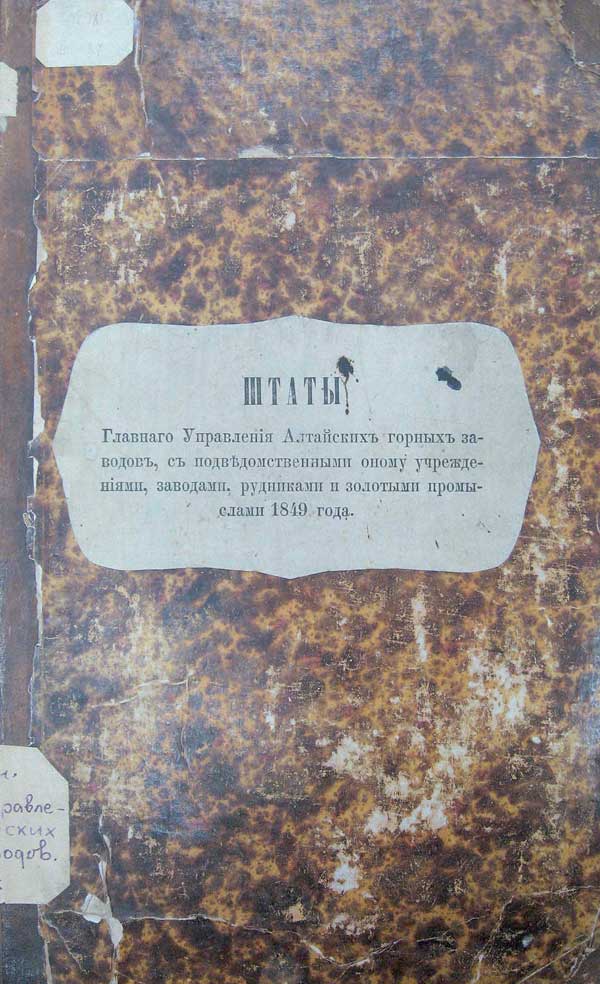 ШТАТЫ
Главнаго Управленія Алтайскихъ горныхъ за-
водовъ, съ подвѣдомственными оному учрежде-
ніями, заводами, рудниками и золотыми промы-
слами 1849 года.
равле-
ских
одов.